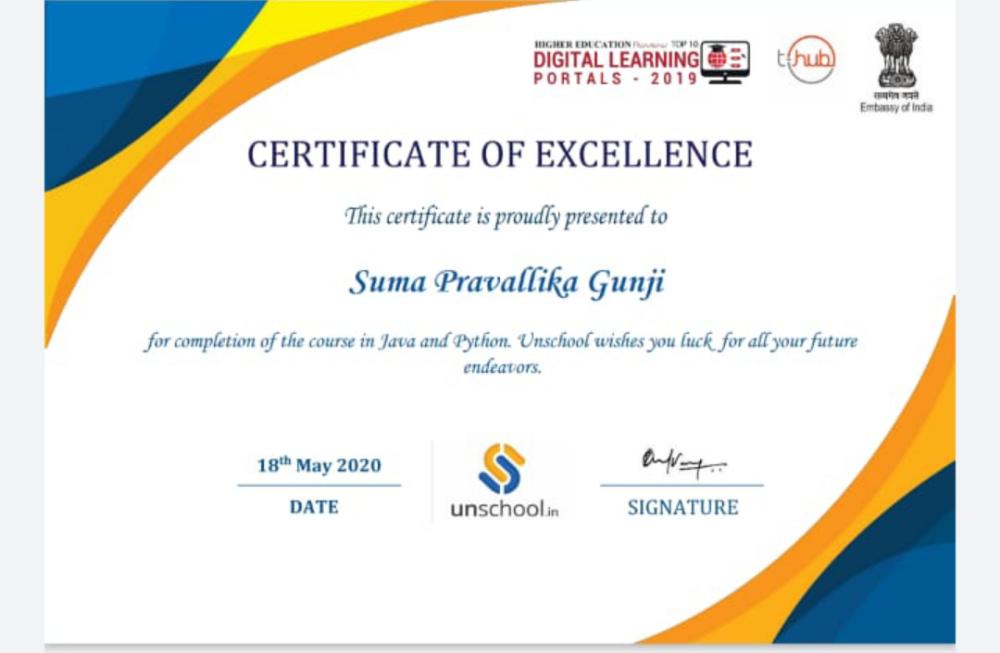 HIGHER EDUCATION Review TOP 10
DIGITAL LEARNING
PORTALS - 2019
t-hub
सत्यमेव जयते
Embassy of India
CERTIFICATE OF EXCELLENCE
This certificate is proudly presented to
Suma Pravallika Gunji
for completion of the course in Java and Python. Unschool wishes you luck for all your future
endeavors.
18th May 2020
DATE
unschool.in
SIGNATURE